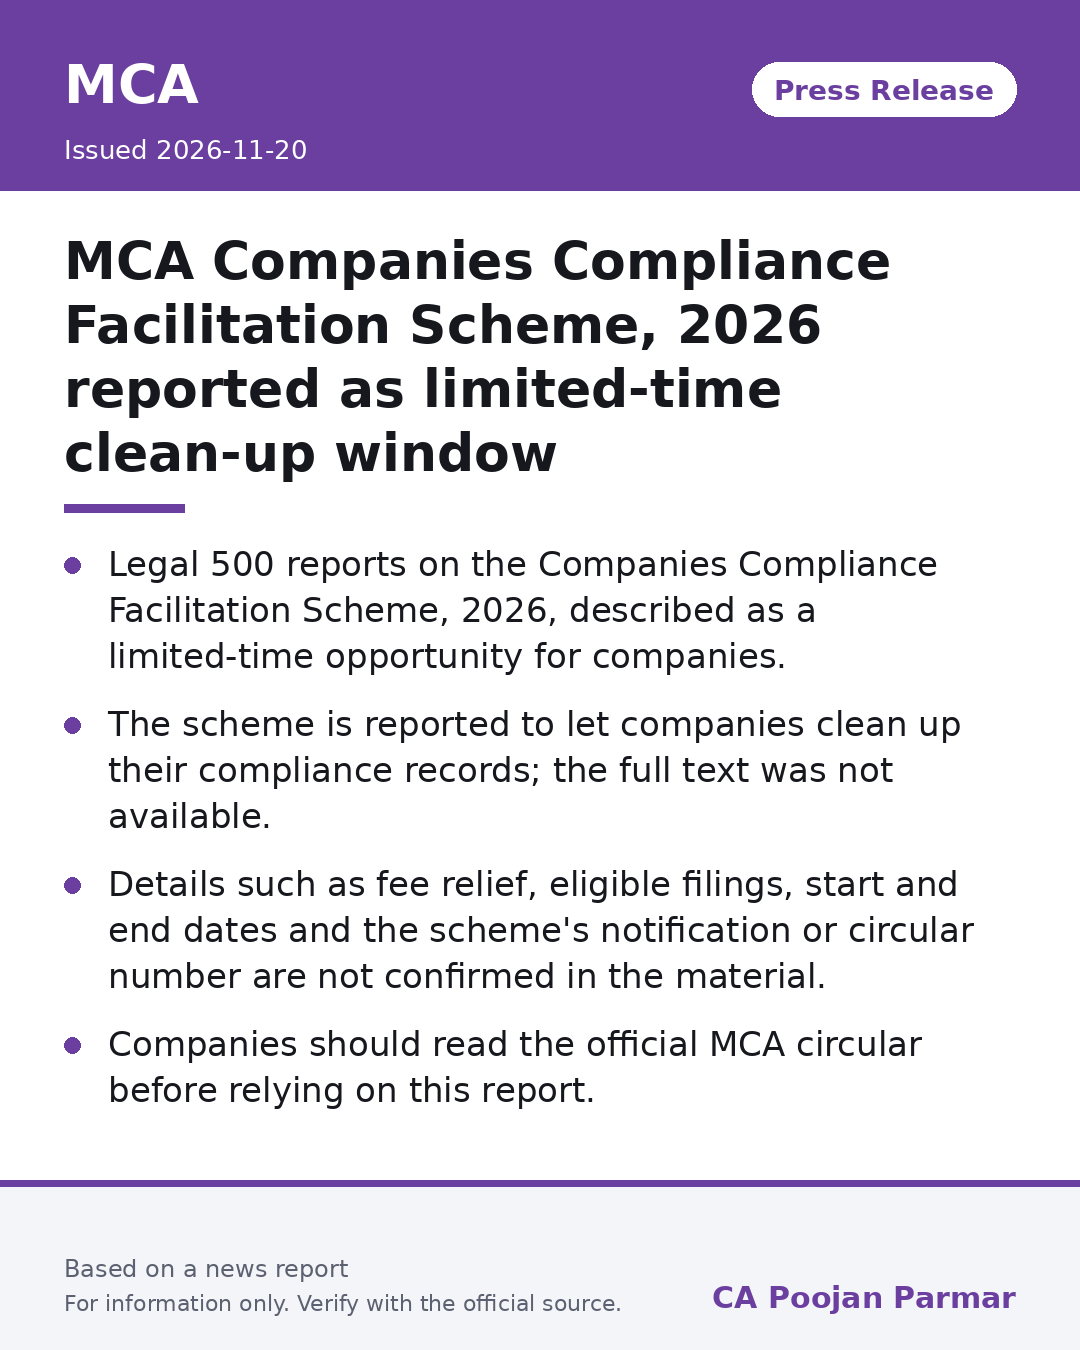 MCA
Press Release
Issued 2026-11-20
MCA Companies Compliance
Facilitation Scheme, 2026
reported as limited-time
clean-up window
Legal 500 reports on the Companies Compliance
Facilitation Scheme, 2026, described as a
limited-time opportunity for companies.
The scheme is reported to let companies clean up
their compliance records; the full text was not
available.
Details such as fee relief, eligible filings, start and
end dates and the scheme's notification or circular
number are not confirmed in the material.
Companies should read the official MCA circular
before relying on this report.
Based on a news report
For information only. Verify with the official source.
CA Poojan Parmar